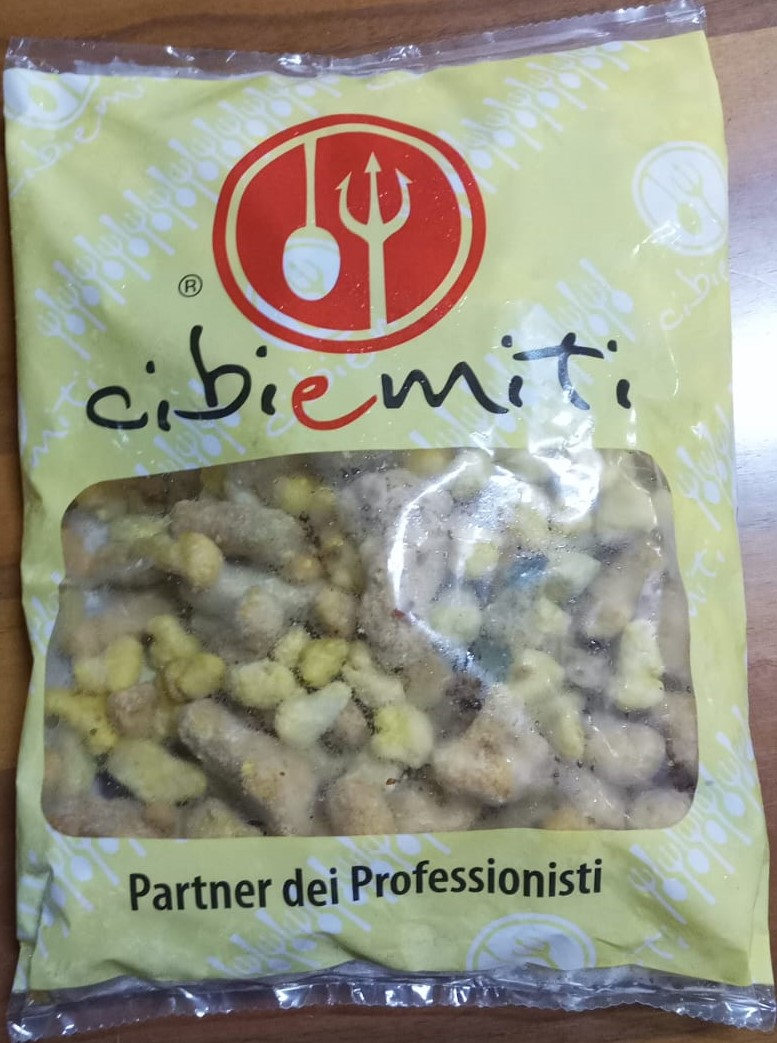 ®
cibiemiti
Partner dei Professionisti